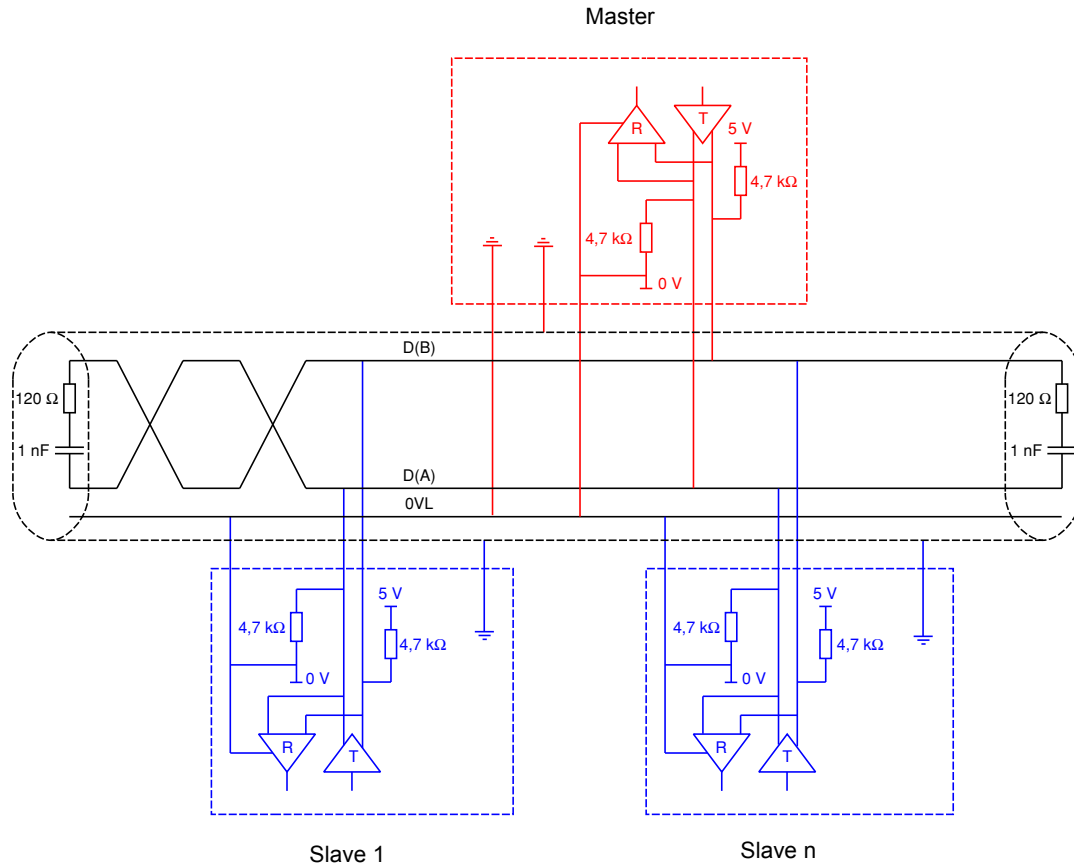 Master
R
T
5 V
4,7 kΩ
4,7 kΩ
0 V
D(B)
120 Ω
1 nF
120 Ω
1 nF
D(A)
0VL
5 V
4,7 kΩ
4,7 kΩ
0 V
R
T
5 V
4,7 kΩ
4,7 kΩ
0 V
R
T
Slave 1
Slave n